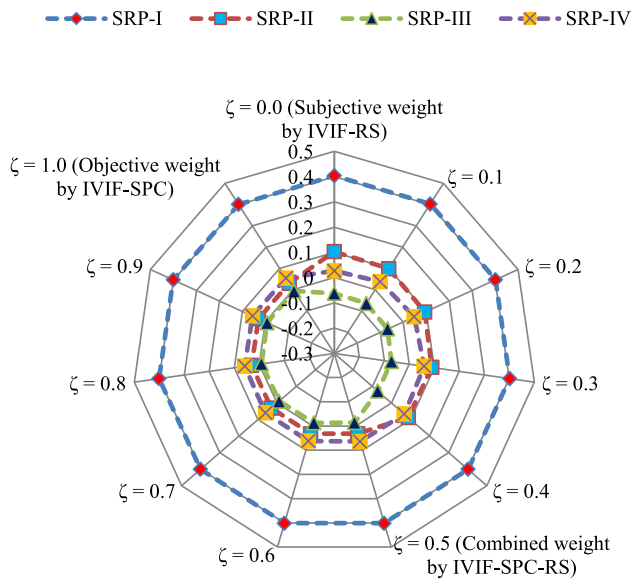 SRP-I SRP-II SRP-III SRP-IV
ζ = 0.0 (Subjective weight
by IVIF-RS)
ζ = 1.0 (Objective weight
by IVIF-SPC)
0.5
0.4
0.3
0.2
0.1
0
-0.1
-0.2
-0.3
ζ = 0.1
ζ = 0.2
ζ = 0.3
ζ = 0.4
ζ = 0.5 (Combined weight
by IVIF-SPC-RS)
ζ = 0.6
ζ = 0.7
ζ = 0.8
ζ = 0.9